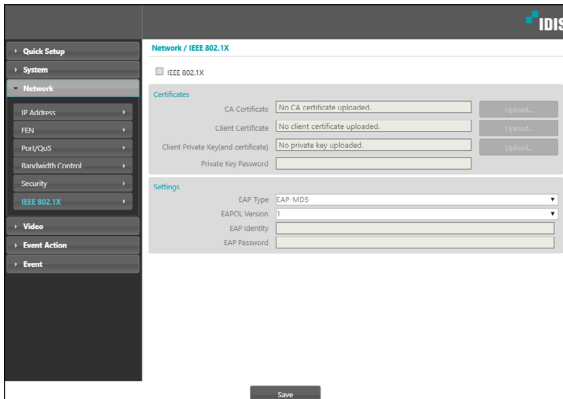 IDIS
Quick Setup
System
Network
IP Address
FEN
Port/QoS
Bandwidth Control
Security
IEEE 802.1X
Video
Event Action
Event
Network / IEEE 802.1X
IEEE 802.1X
Certificates
CA Certificate No CA certificate uploaded. Upload...
Client Certificate No client certificate uploaded. Upload...
Client Private Key(and certificate) No private key uploaded. Upload...
Private Key Password
Settings
EAP Type EAP MD5
EAPOL Version 1
EAP Identity
EAP Password
Save